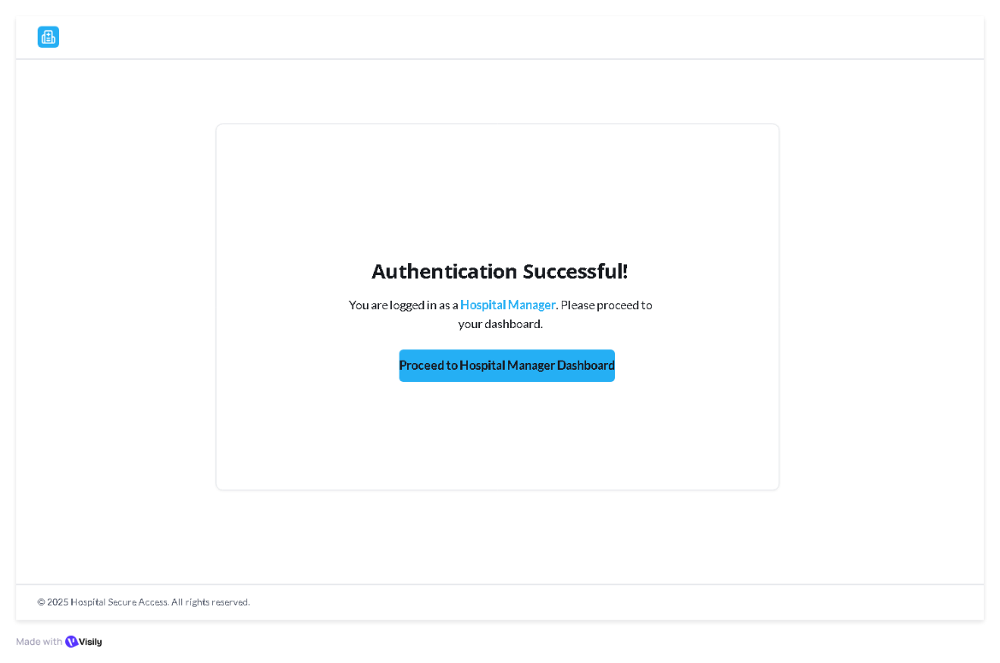 Authentication Successful!
You are logged in as a Hospital Manager. Please proceed to
your dashboard.
Proceed to Hospital Manager Dashboard
© 2025 Hospital Secure Access. All rights reserved.
Made with Visily